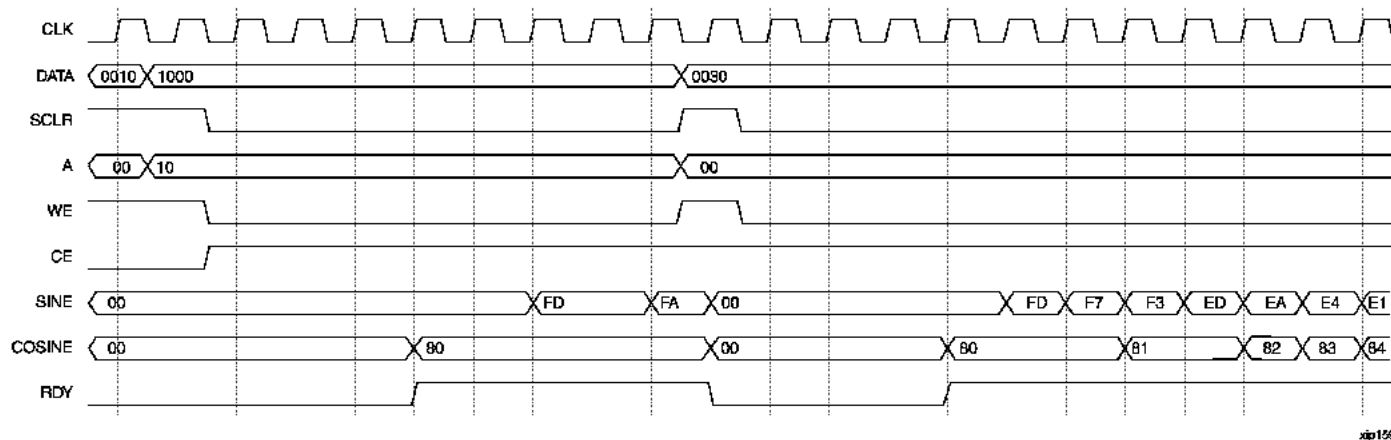 CLK
DATA 0010 1000 0030
SCLR
A 00 10 00
WE
CE
SINE 00 FD FA 00 FD F7 F3 ED EA E4 E1
COSINE 00 80 00 80 81 82 83 84
RDY